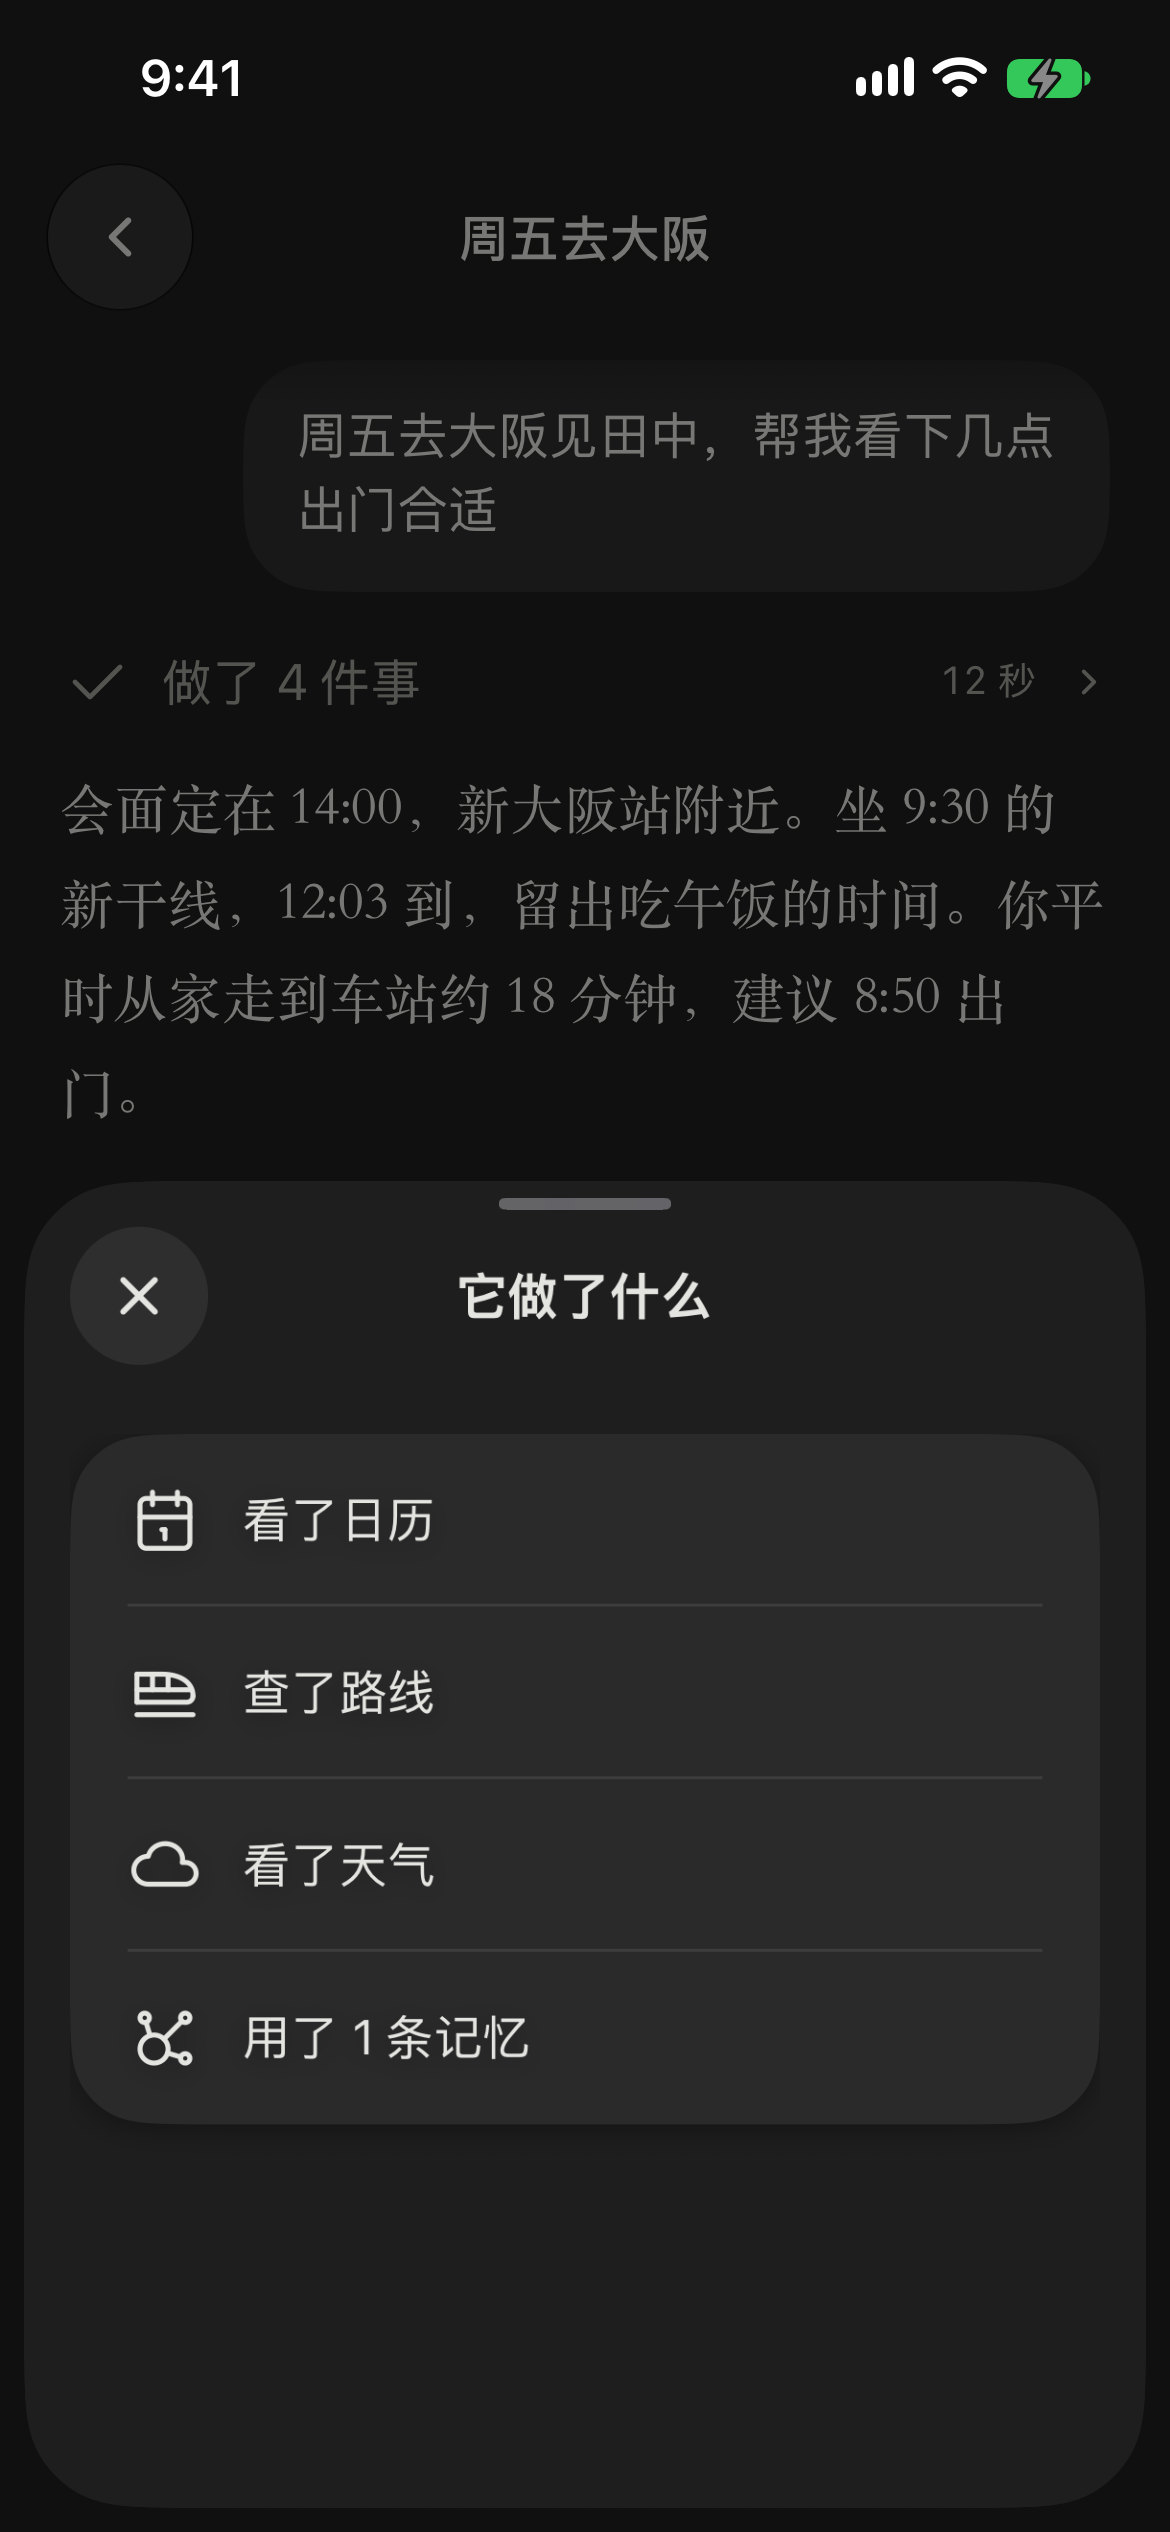 9:41
周五去大阪
周五去大阪见田中，帮我看下几点
出门合适
做了 4 件事
12 秒
会面定在 14:00，新大阪站附近。坐 9:30 的
新干线，12:03 到，留出吃午饭的时间。你平
时从家走到车站约 18 分钟，建议 8:50 出
门。
它做了什么
看了日历
查了路线
看了天气
用了 1 条记忆